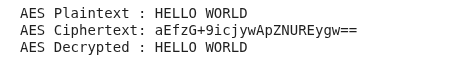 AES Plaintext : HELLO WORLD
AES Ciphertext: aEfzG+9icjywApZNUREygw==
AES Decrypted : HELLO WORLD